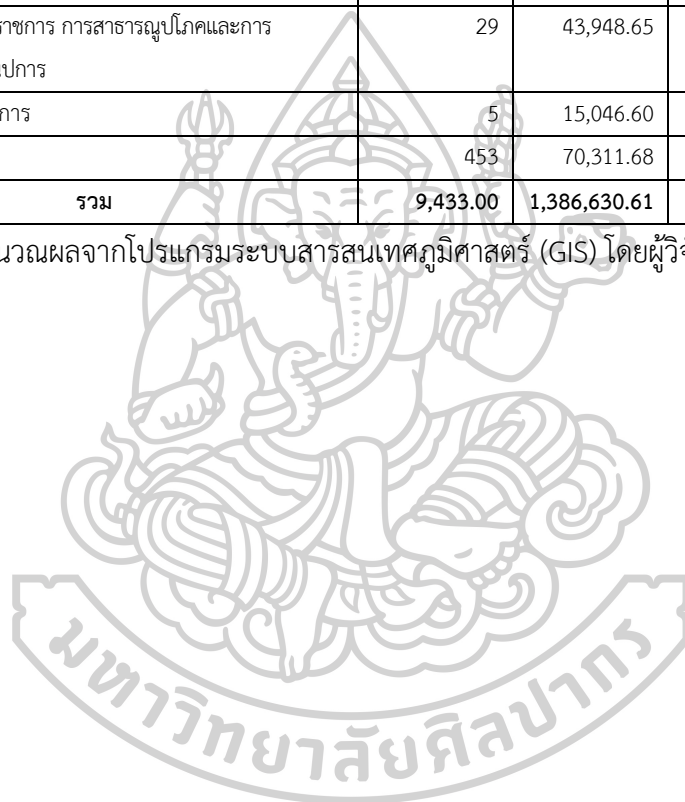 ราชการ การสาธารณูปโภคและการ 29 43,948.65
ปการ
การ 5 15,046.60
453 70,311.68
รวม 9,433.00 1,386,630.61
นวณผลจากโปรแกรมระบบสารสนเทศภูมิศาสตร์ (GIS) โดยผู้วิจ
มหาวิทยาลัยศิลปากร